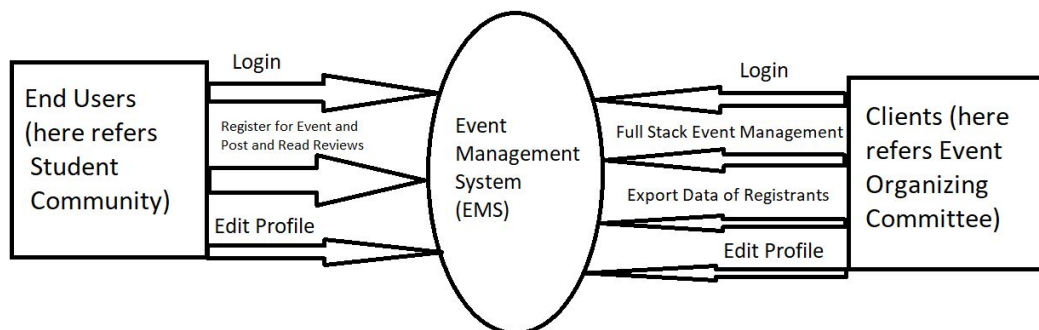 End Users
(here refers
Student
Community)
Login
Register for Event and
Post and Read Reviews
Edit Profile
Event
Management
System
(EMS)
Login
Full Stack Event Management
Export Data of Registrants
Edit Profile
Clients (here
refers Event
Organizing
Committee)